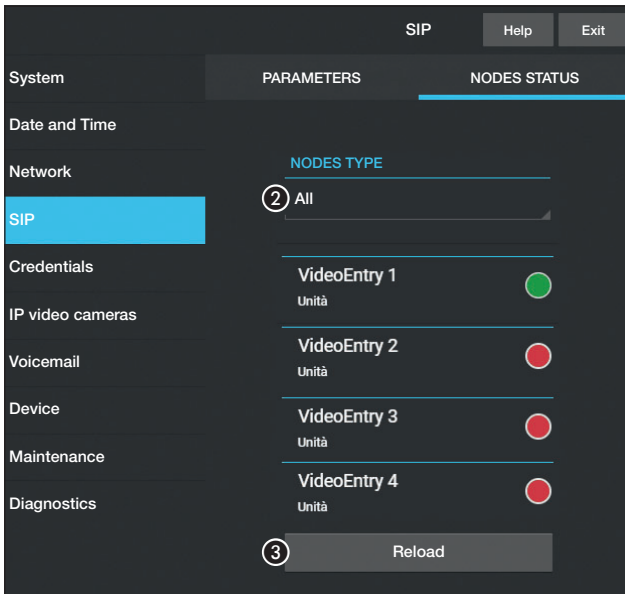 SIP Help Exit
System PARAMETERS NODES STATUS
Date and Time
Network
SIP
Credentials
IP video cameras
Voicemail
Device
Maintenance
Diagnostics
NODES TYPE
2 All
VideoEntry 1
Unità
VideoEntry 2
Unità
VideoEntry 3
Unità
VideoEntry 4
Unità
3 Reload